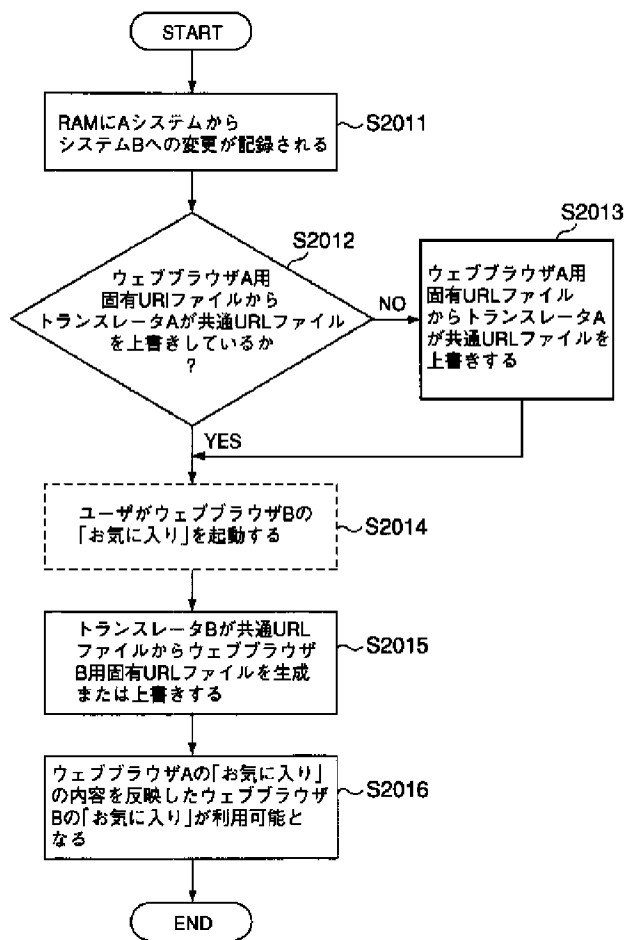 START
RAMにAシステムから
システムBへの変更が記録される
S2011
S2012
ウェブブラウザA用
固有URlファイルから
トランスレータAが共通URLファイル
を上書きしているか
?
NO
S2013
ウェブブラウザA用
固有URLファイル
からトランスレータA
が共通URLファイルを
上書きする
YES
ユーザがウェブブラウザBの
「お気に入り」を起動する
S2014
トランスレータBが共通URL
ファイルからウェブブラウザ
B用固有URLファイルを生成
または上書きする
S2015
ウェブブラウザAの「お気に入り」
の内容を反映したウェブブラウザ
Bの「お気に入り」が利用可能と
なる
S2016
END